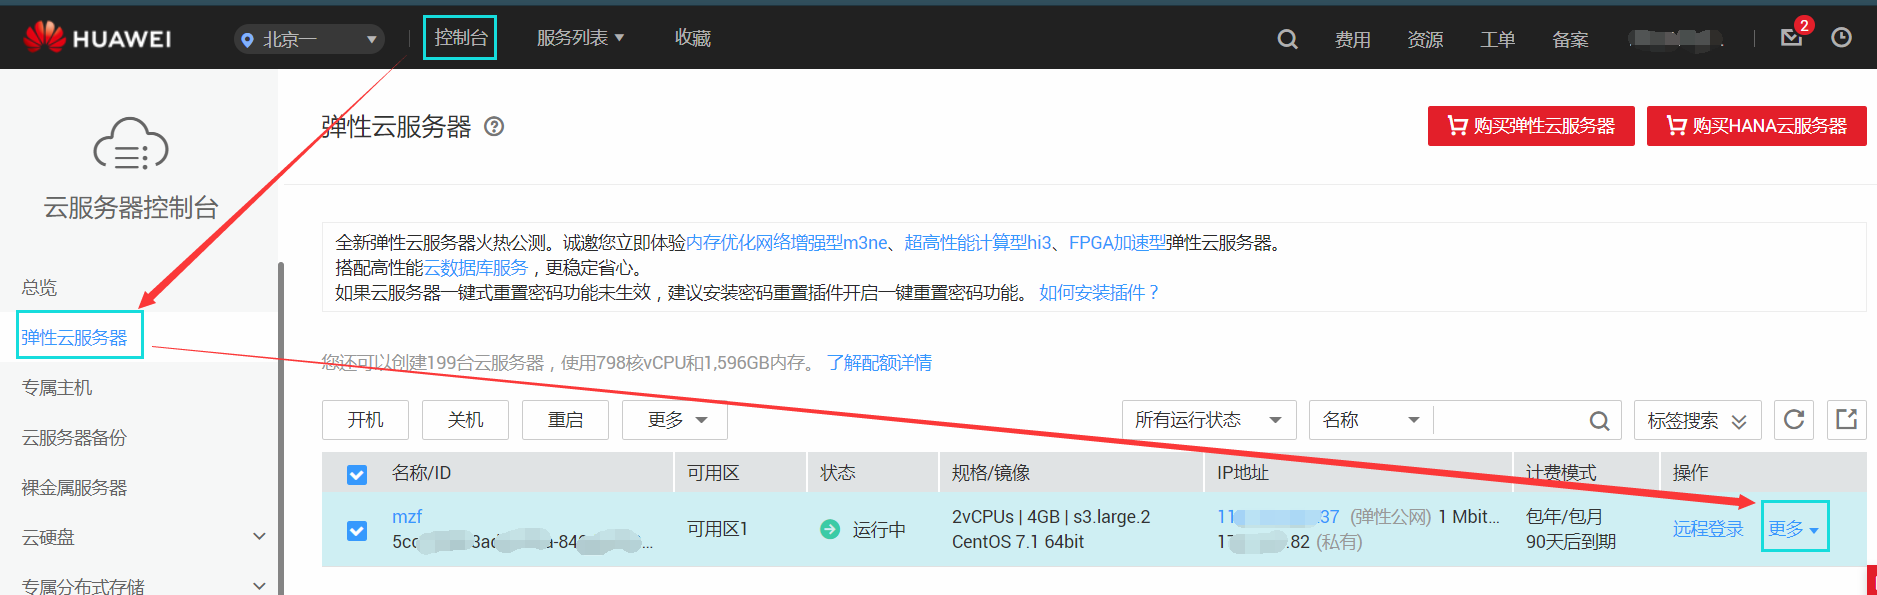 HUAWEI 北京一 控制台 服务列表 收藏 费用 资源 工单 备案 2
云服务器控制台
总览
弹性云服务器
专属主机
云服务器备份
裸金属服务器
云硬盘
专属分布式存储
弹性云服务器 ?
购买弹性云服务器 购买HANA云服务器
全新弹性云服务器火热公测。诚邀您立即体验内存优化网络增强型m3ne、超高性能计算型hi3、FPGA加速型弹性云服务器。
搭配高性能云数据库服务，更稳定省心。
如果云服务器一键式重置密码功能未生效，建议安装密码重置插件开启一键重置密码功能。 如何安装插件？
您还可以创建199台云服务器，使用798核vCPU和1,596GB内存。 了解配额详情
开机 关机 重启 更多 所有运行状态 名称 标签搜索
名称/ID 可用区 状态 规格/镜像 IP地址 计费模式 操作
mzf 可用区1 运行中 2vCPUs | 4GB | s3.large.2 37 (弹性公网) 1 Mbit... 包年/包月 远程登录 更多
CentOS 7.1 64bit .82 (私有) 90天后到期